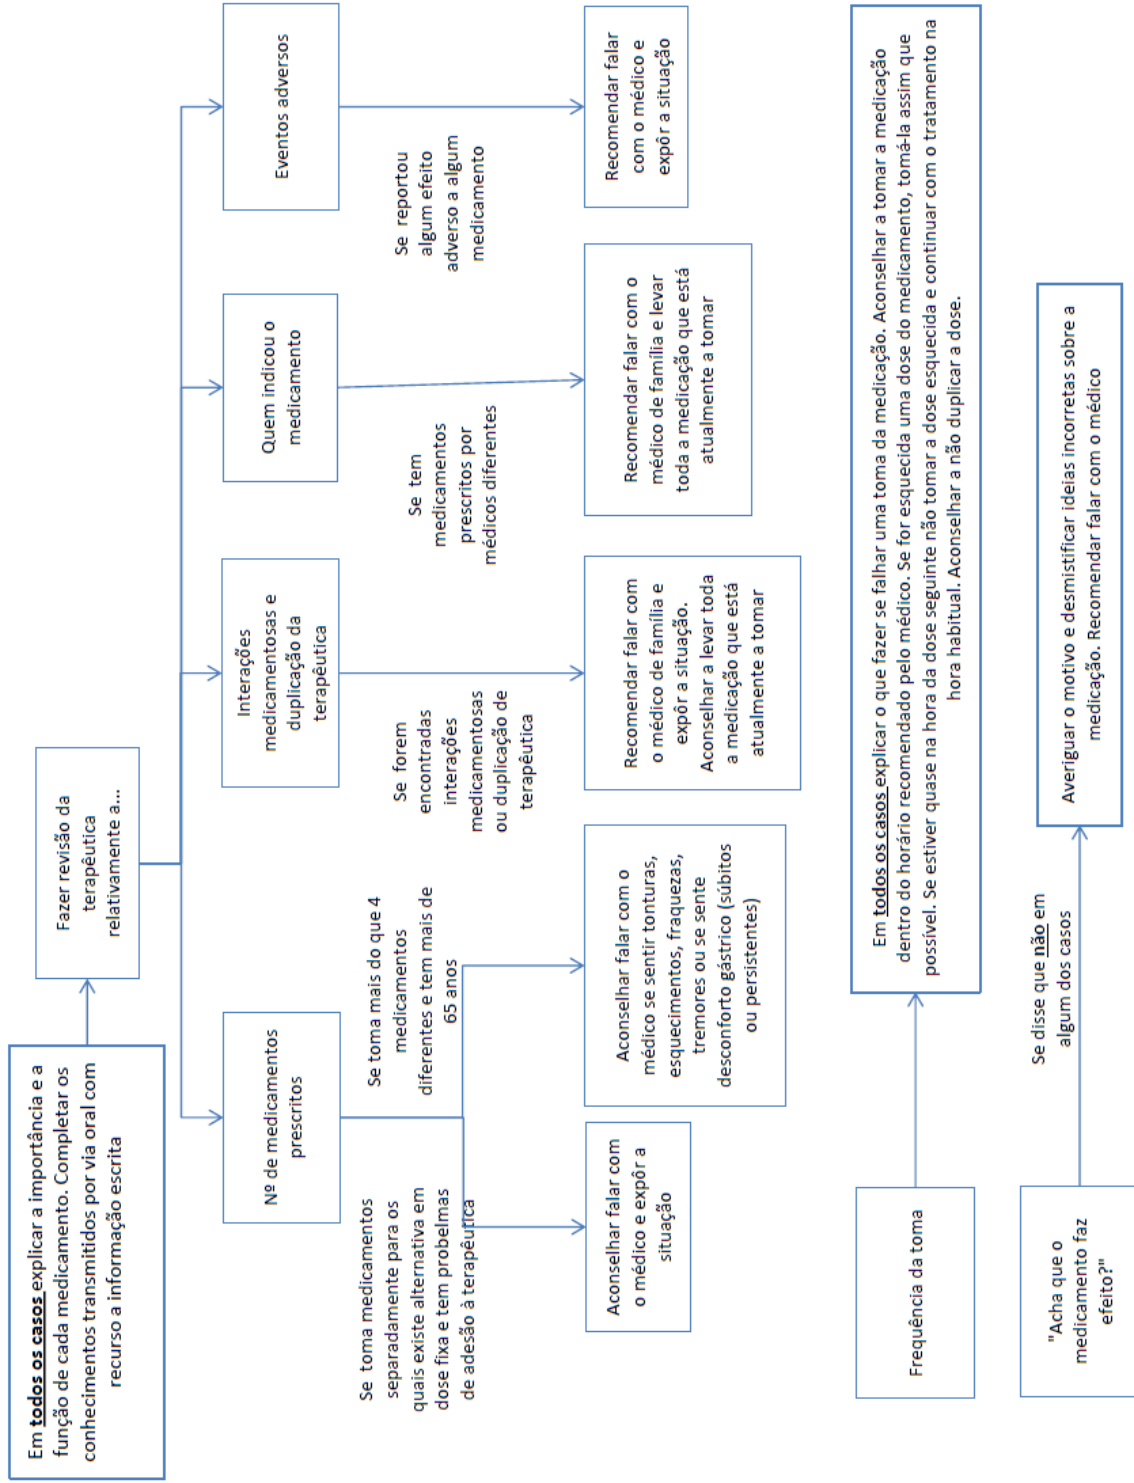 Em todos os casos explicar a importância e a
função de cada medicamento. Completar os
conhecimentos transmitidos por via oral com
recurso a informação escrita
Fazer revisão da
terapêutica
relativamente a...
Nº de medicamentos
prescritos
Interações
medicamentosas e
duplicação da
terapêutica
Quem indicou o
medicamento
Eventos adversos
Se toma medicamentos
separadamente para os
quais existe alternativa em
dose fixa e tem probelmas
de adesão à terapêutica
Se toma mais do que 4
medicamentos
diferentes e tem mais de
65 anos
Se forem
encontradas
interações
medicamentosas
ou duplicação de
terapêutica
Se tem
medicamentos
prescritos por
médicos diferentes
Se reportou
algum efeito
adverso a algum
medicamento
Aconselhar falar com
o médico e expôr a
situação
Aconselhar falar com o
médico se sentir tonturas,
esquecimentos, fraquezas,
tremores ou se sente
desconforto gástrico (súbitos
ou persistentes)
Recomendar falar com
o médico de família e
expôr a situação.
Aconselhar a levar toda
a medicação que está
atualmente a tomar
Recomendar falar com o
médico de família e levar
toda a medicação que está
atualmente a tomar
Recomendar falar
com o médico e
expôr a situação
Frequência da toma
Em todos os casos explicar o que fazer se falhar uma toma da medicação. Aconselhar a tomar a medicação
dentro do horário recomendado pelo médico. Se for esquecida uma dose do medicamento, tomá-la assim que
possível. Se estiver quase na hora da dose seguinte não tomar a dose esquecida e continuar com o tratamento na
hora habitual. Aconselhar a não duplicar a dose.
"Acha que o
medicamento faz
efeito?"
Se disse que não em
algum dos casos
Averiguar o motivo e desmistificar ideias incorretas sobre a
medicação. Recomendar falar com o médico